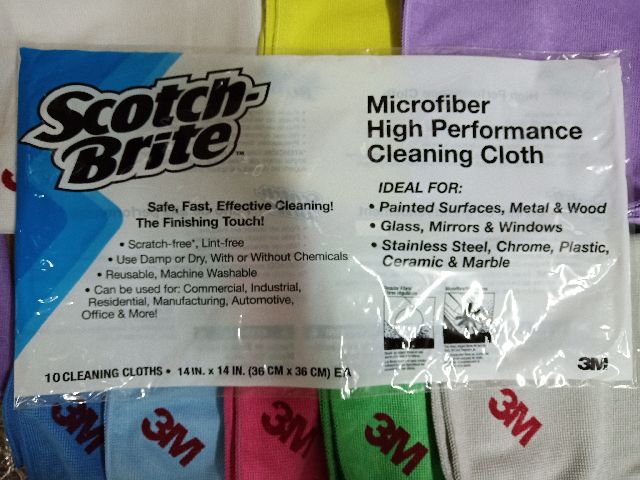 Scotch-
Brite™
Microfiber
High Performance
Cleaning Cloth
IDEAL FOR:
• Painted Surfaces, Metal & Wood
• Glass, Mirrors & Windows
• Stainless Steel, Chrome, Plastic,
Ceramic & Marble
Safe, Fast, Effective Cleaning!
The Finishing Touch!
• Scratch-free*, Lint-free
• Use Damp or Dry, With or Without Chemicals
• Reusable, Machine Washable
• Can be used for: Commercial, Industrial,
Residential, Manufacturing, Automotive,
Office & More!
10 CLEANING CLOTHS • 14 IN. x 14 IN. (36 CM x 36 CM) EA
3M
3M
3M
3M
3M
3M